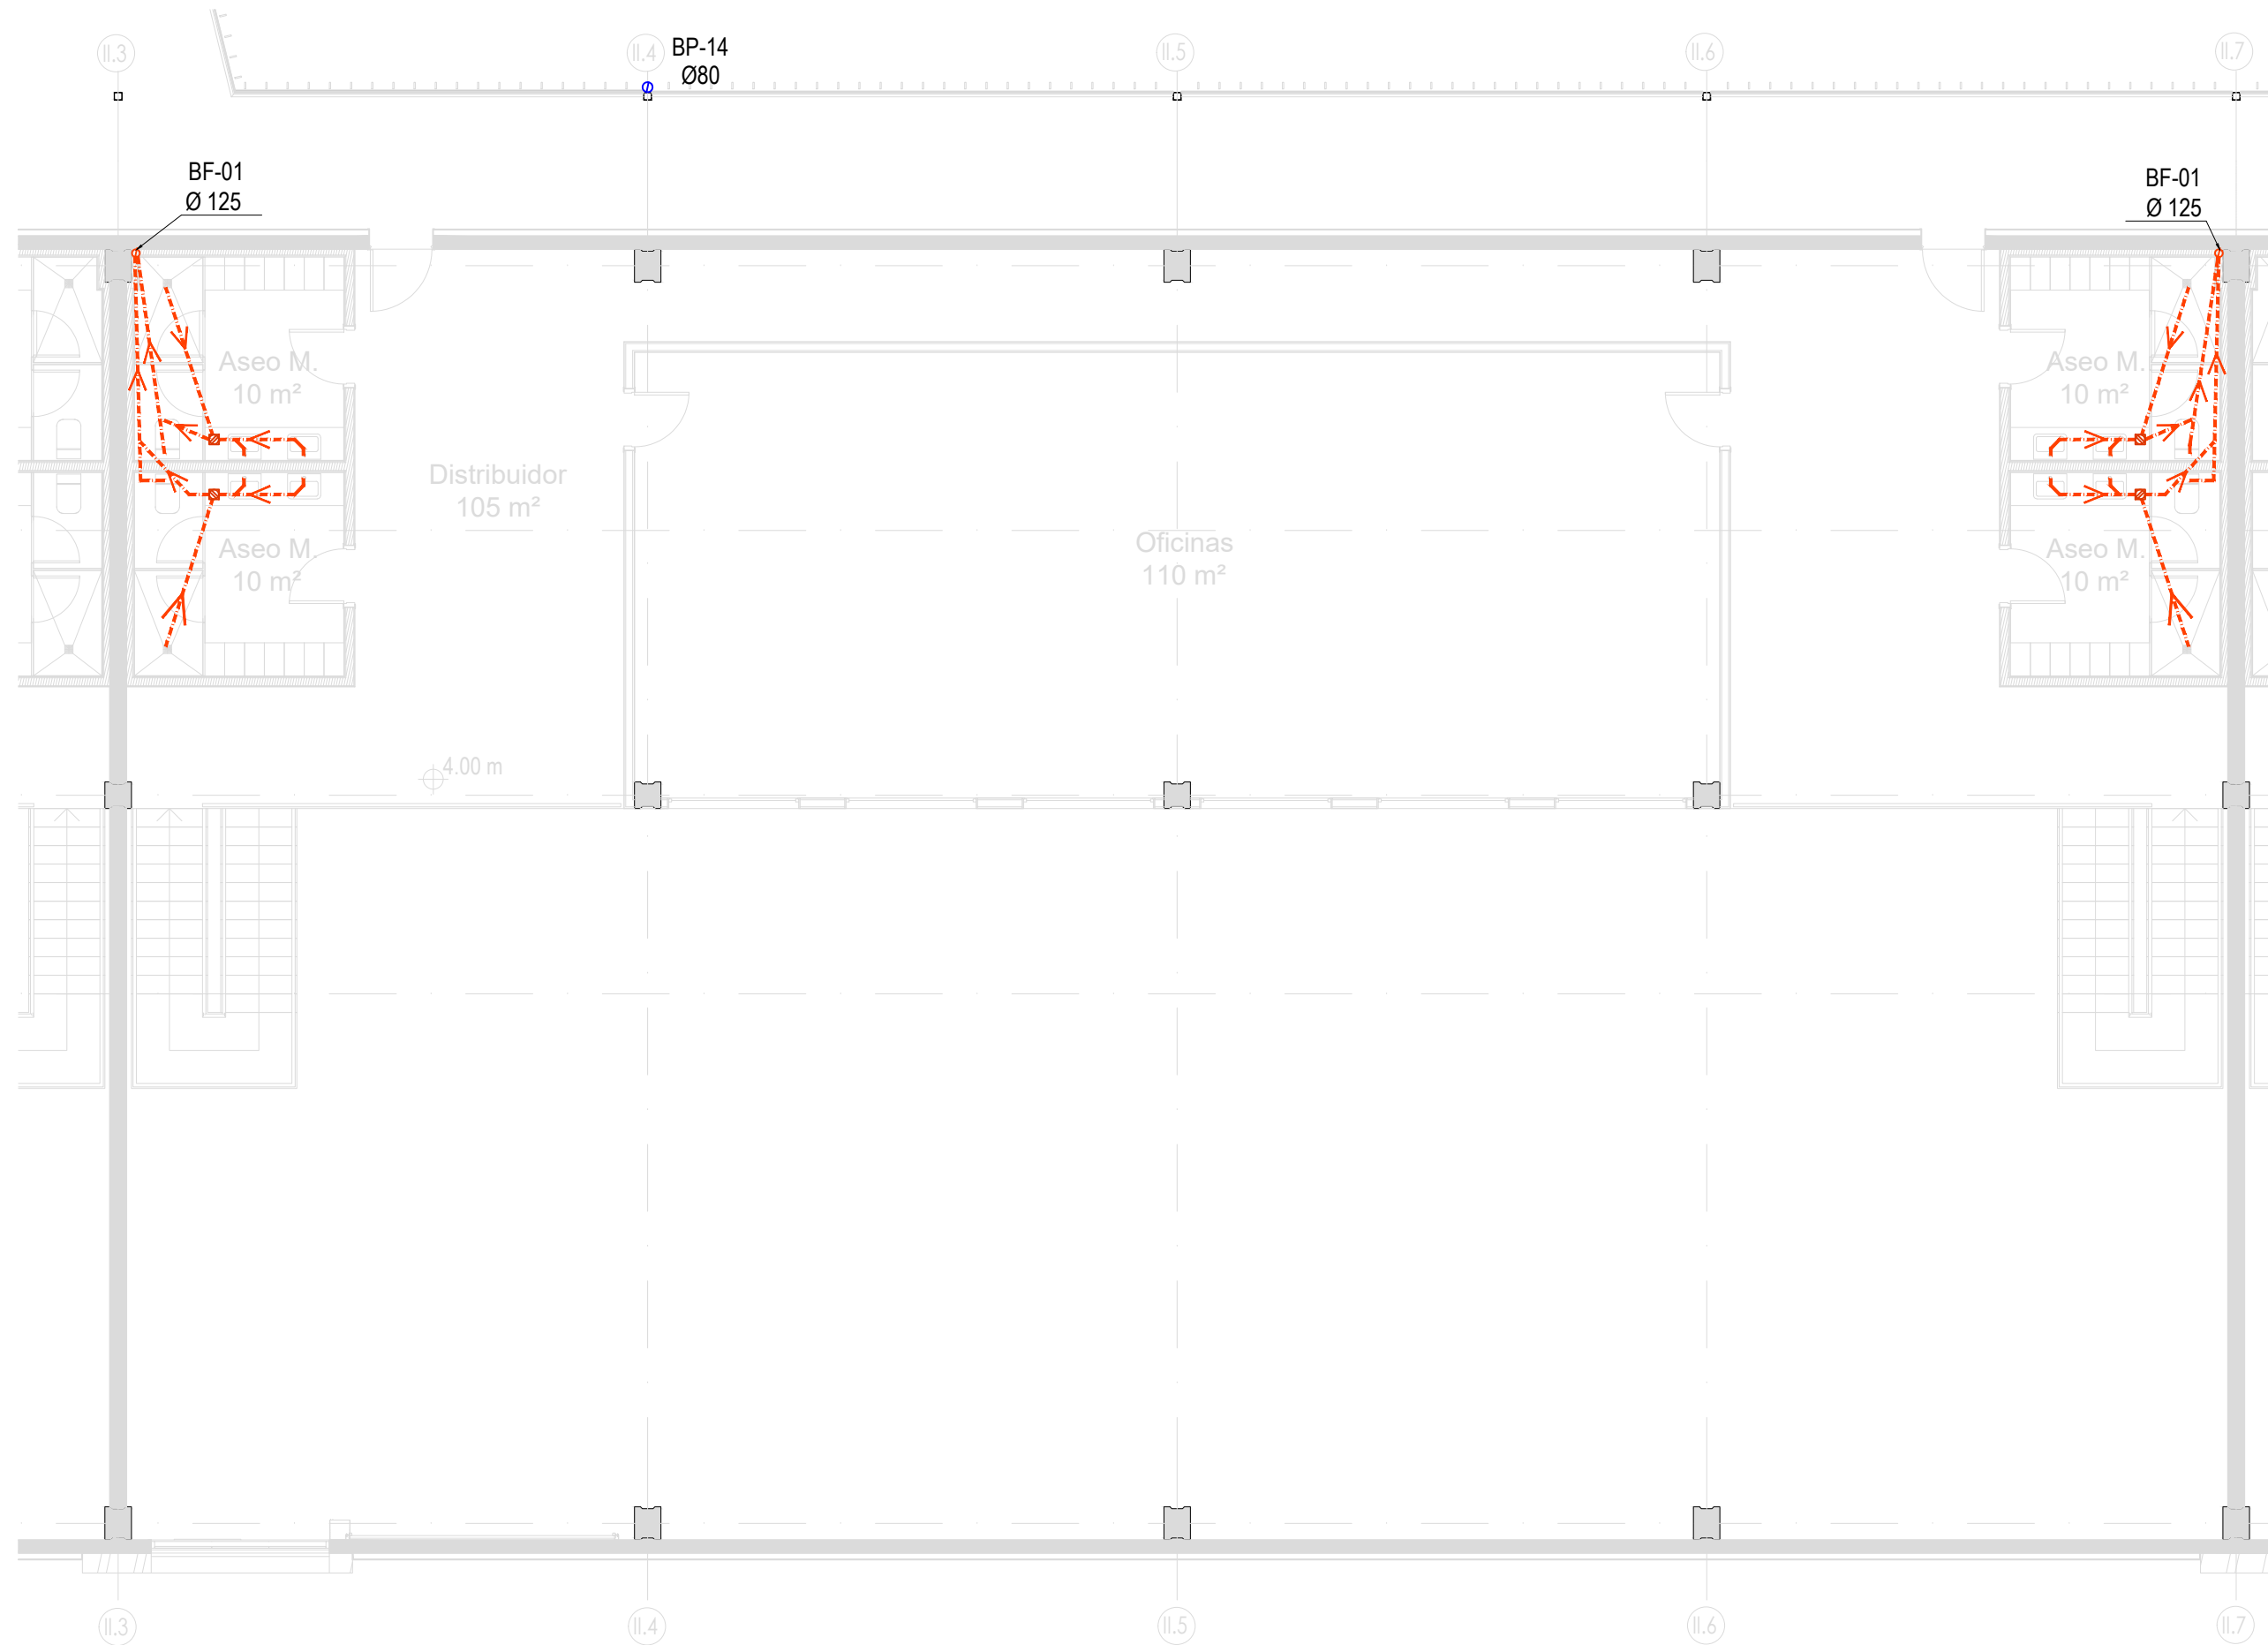 II.3
II.4
BP-14
Ø80
II.5
II.6
II.7
BF-01
Ø 125
BF-01
Ø 125
Aseo M.
10 m²
Aseo M.
10 m²
Distribuidor
105 m²
Oficinas
110 m²
Aseo M.
10 m²
Aseo M.
10 m²
4.00 m
II.3
II.4
II.5
II.6
II.7